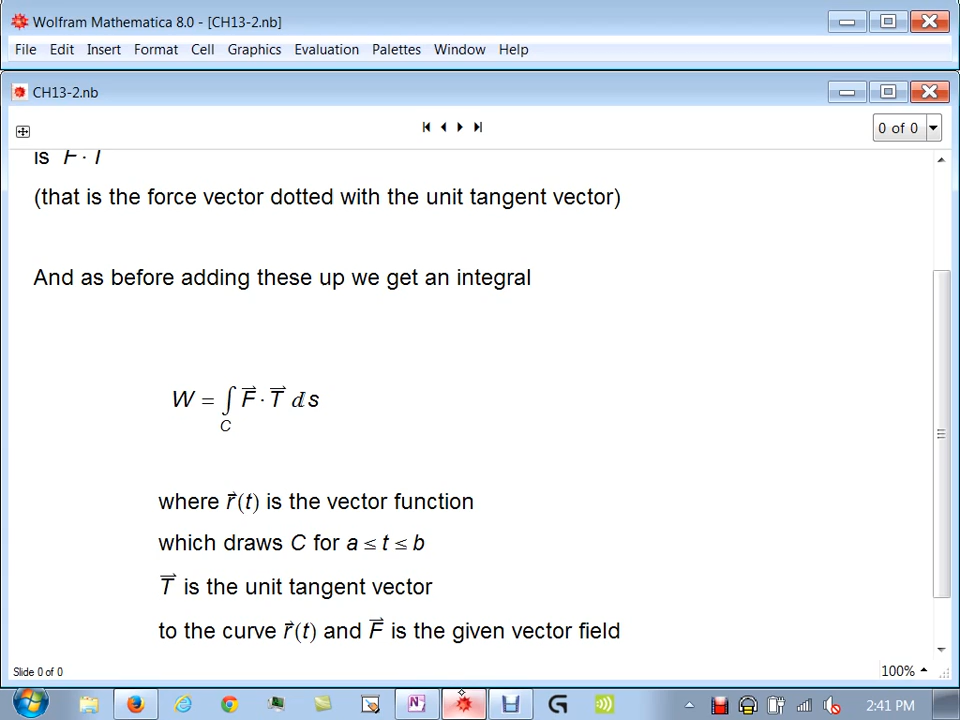 Wolfram Mathematica 8.0 - [CH13-2.nb]
File Edit Insert Format Cell Graphics Evaluation Palettes Window Help
CH13-2.nb
0 of 0
is F · T
(that is the force vector dotted with the unit tangent vector)
And as before adding these up we get an integral
W = ∫_C F⃗ · T⃗ ds
where r⃗(t) is the vector function
which draws C for a ≤ t ≤ b
T⃗ is the unit tangent vector
to the curve r⃗(t) and F⃗ is the given vector field
Slide 0 of 0
100%
2:41 PM